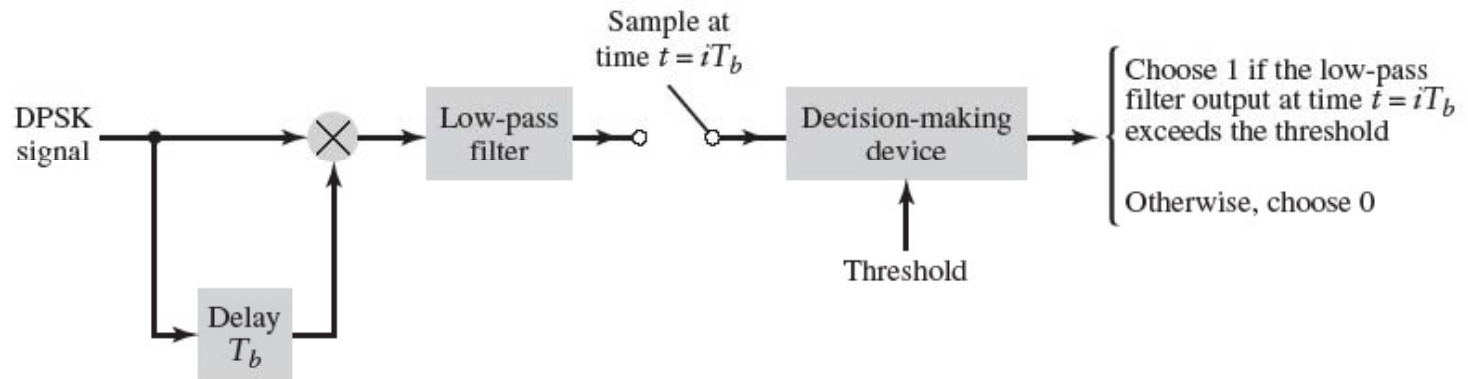 Sample at
time t = iT_b
DPSK
signal
Low-pass
filter
Decision-making
device
Choose 1 if the low-pass
filter output at time t = iT_b
exceeds the threshold
Otherwise, choose 0
Threshold
Delay
T_b